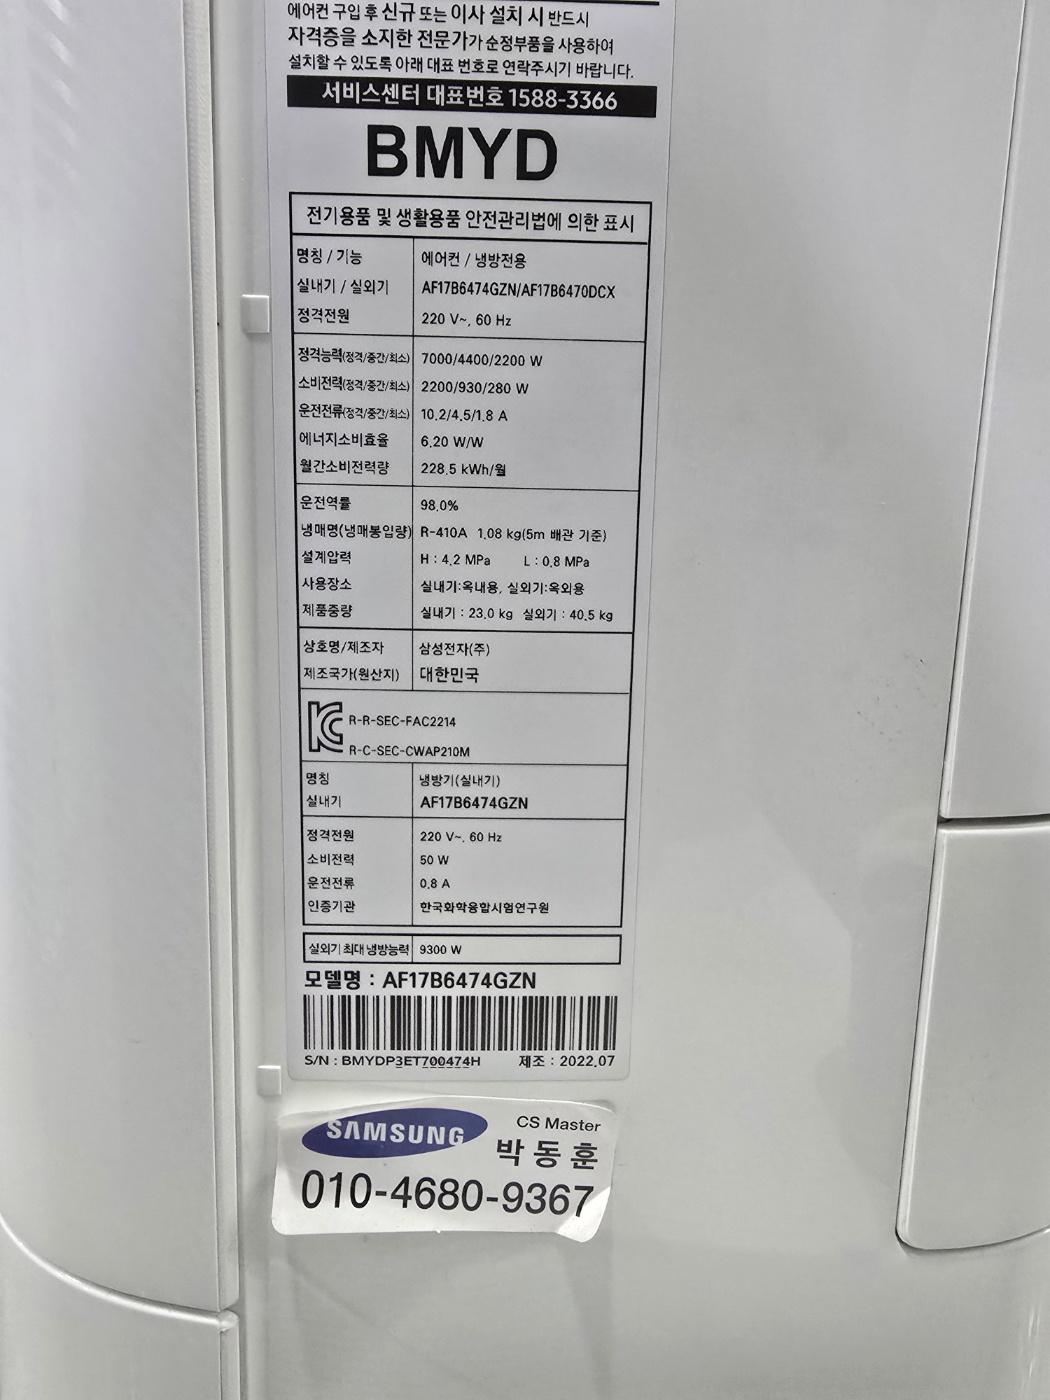 에어컨 구입 후 신규 또는 이사 설치 시 반드시
자격증을 소지한 전문가가 순정부품을 사용하여
설치할 수 있도록 아래 대표 번호로 연락주시기 바랍니다.
서비스센터 대표번호 1588-3366
BMYD
전기용품 및 생활용품 안전관리법에 의한 표시
명칭 / 기능 에어컨 / 냉방전용
실내기 / 실외기 AF17B6474GZN/AF17B6470DCX
정격전원 220 V~, 60 Hz
정격능력(정격/중간/최소) 7000/4400/2200 W
소비전력(정격/중간/최소) 2200/930/280 W
운전전류(정격/중간/최소) 10.2/4.5/1.8 A
에너지소비효율 6.20 W/W
월간소비전력량 228.5 kWh/월
운전역률 98.0%
냉매명(냉매봉입량) R-410A 1.08 kg(5m 배관 기준)
설계압력 H : 4.2 MPa L : 0.8 MPa
사용장소 실내기:옥내용, 실외기:옥외용
제품중량 실내기 : 23.0 kg 실외기 : 40.5 kg
상호명/제조자 삼성전자(주)
제조국가(원산지) 대한민국
R-R-SEC-FAC2214
R-C-SEC-CWAP210M
명칭 냉방기(실내기)
실내기 AF17B6474GZN
정격전원 220 V~, 60 Hz
소비전력 50 W
운전전류 0.8 A
인증기관 한국화학융합시험연구원
실외기 최대 냉방능력 9300 W
모델명 : AF17B6474GZN
S/N : BMYDP3ET700474H 제조 : 2022.07
SAMSUNG CS Master
박동훈
010-4680-9367